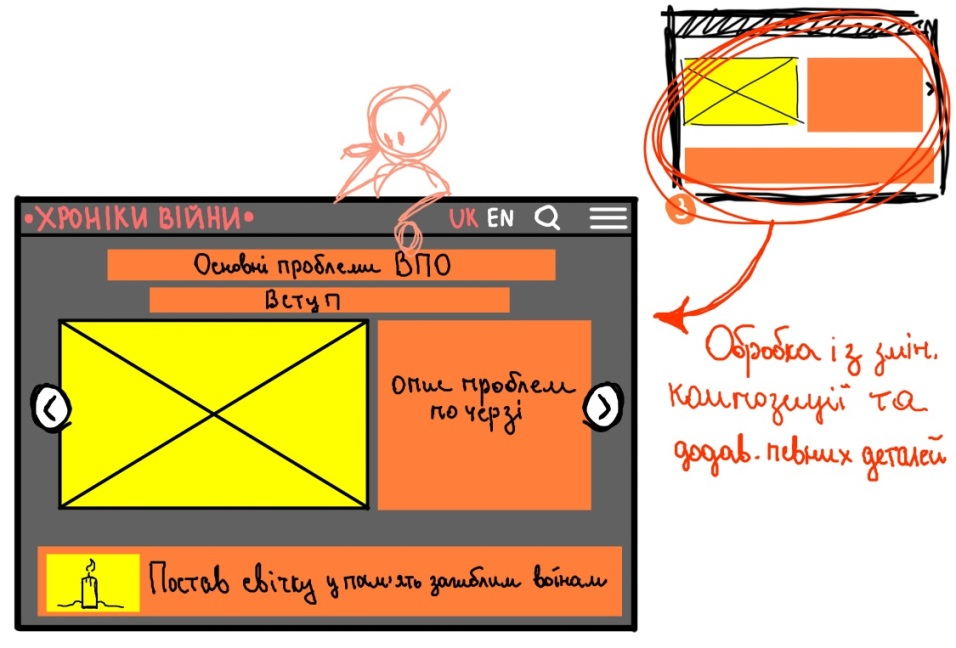 •ХРОНІКИ ВІЙНИ• UK EN
Основні проблеми ВПО
Вступ
Опис проблем
по черзі
Постав свічку у пам'ять загиблим воїнам
3
Обробка із змін.
композиції та
додав. певних деталей